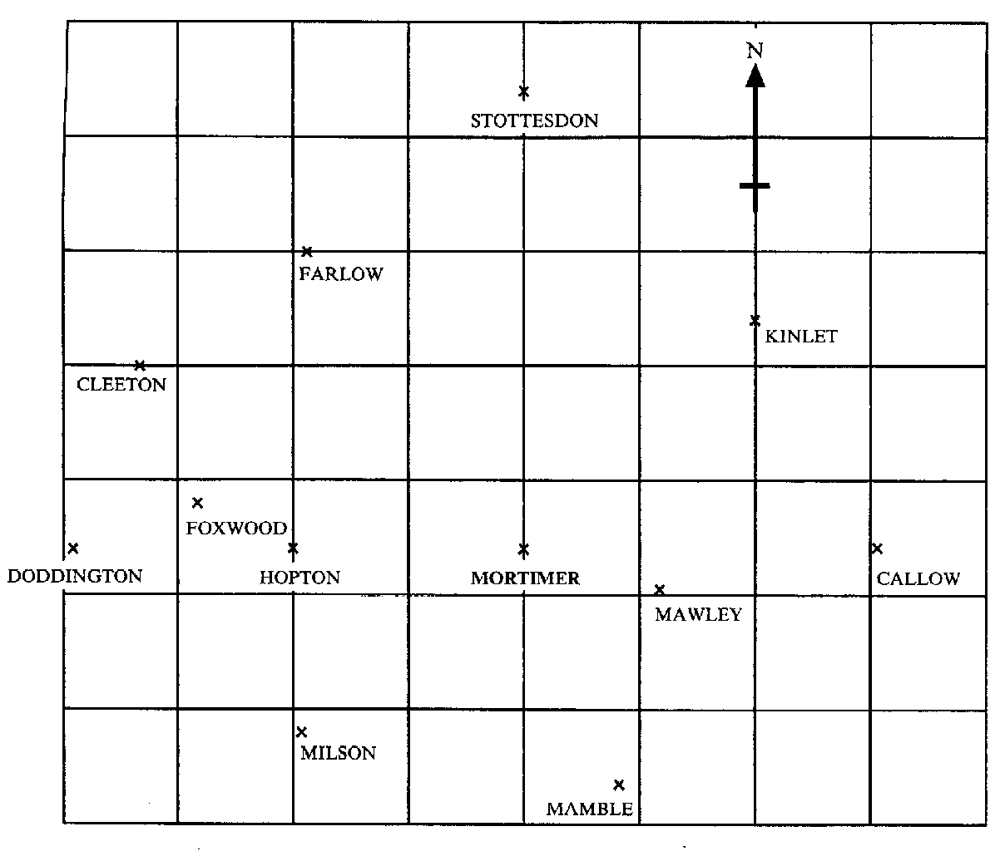 N
STOTTESDON
FARLOW
KINLET
CLEETON
FOXWOOD
DODDINGTON
HOPTON
MORTIMER
CALLOW
MAWLEY
MILSON
MAMBLE